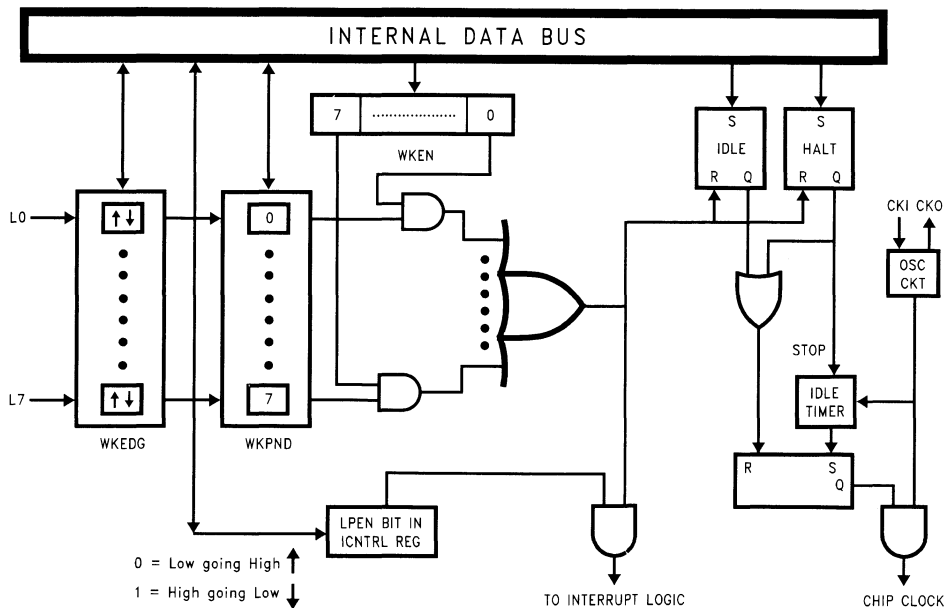 INTERNAL DATA BUS
7 .................... 0
WKEN
S
IDLE
R Q
S
HALT
R Q
CKI CKO
OSC
CKT
L0
0
L7
7
WKEDG
WKPND
STOP
IDLE
TIMER
R S
Q
LPEN BIT IN
ICNTRL REG
0 = Low going High ↑
1 = High going Low ↓
TO INTERRUPT LOGIC
CHIP CLOCK